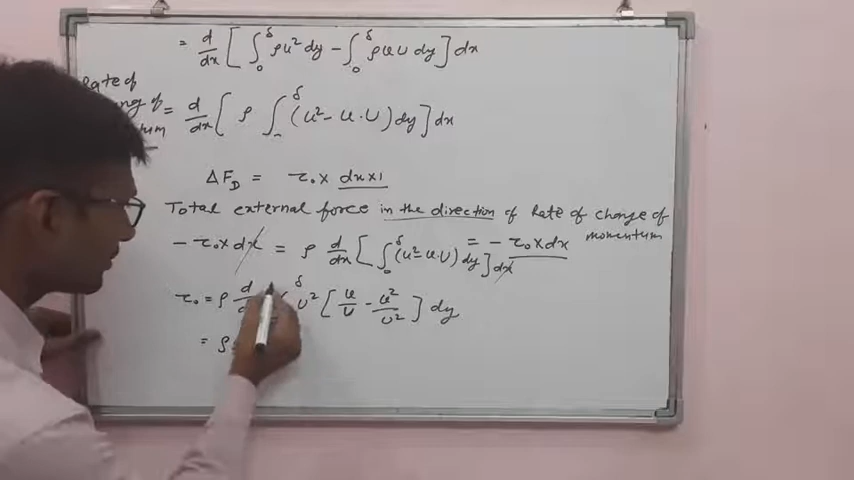 = d/dx [ ∫₀^δ ρu² dy - ∫₀^δ ρ u U dy ] dx
Rate of
= d/dx [ ρ ∫^δ (u² - u · U) dy ] dx
ΔF_D = τ₀ × dx×1
Total external force in the direction of Rate of change of
momentum
= - τ₀ × dx
- τ₀ × dx = ρ d/dx [ ∫₀^δ (u² - u·U) dy ] dx
τ₀ = ρ d δ U² [ u/U - u²/U² ] dy
= ρ